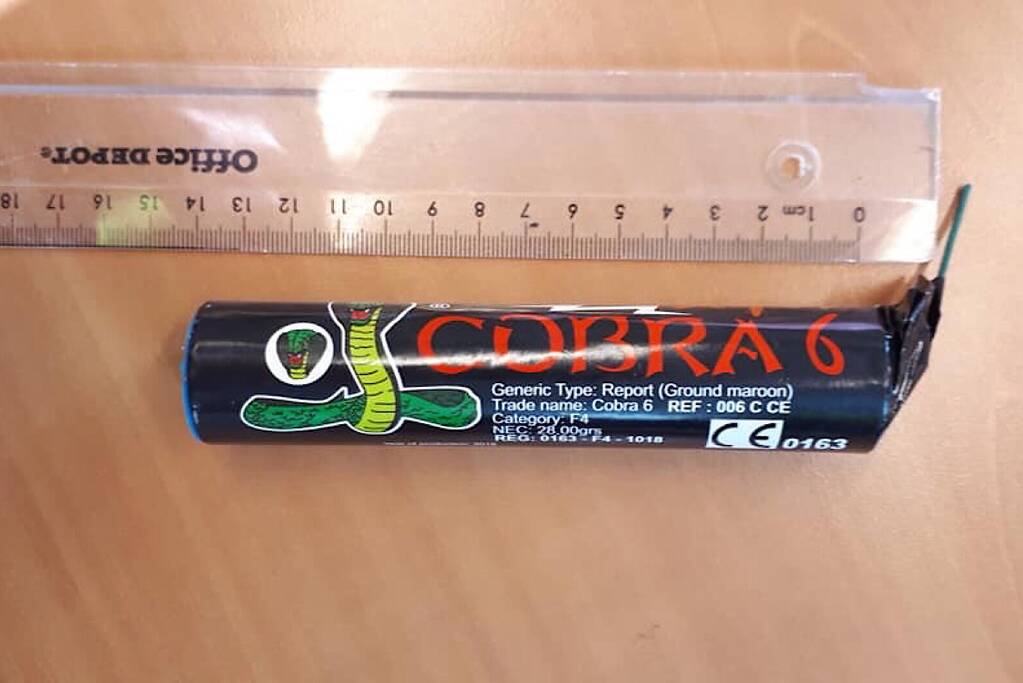 Office DEPOT®
18 17 16 15 14 13 12 11 10 9 8 7 6 5 4 3 2 1cm 0
®
COBRA 6
Generic Type: Report (Ground maroon)
Trade name: Cobra 6 REF : 006 C CE
Category: F4
NEC: 28,00grs
REG: 0163 - F4 - 1018
CE 0163